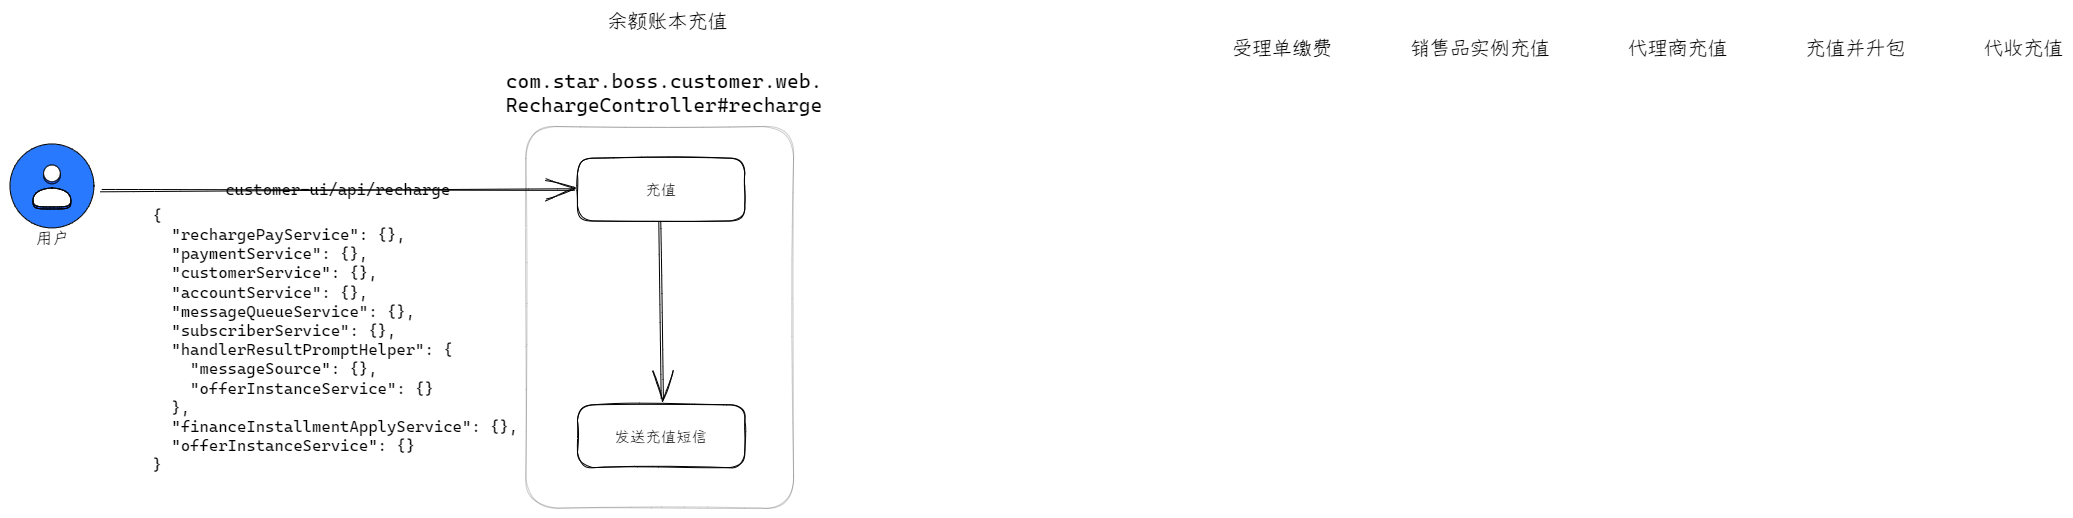 余额账本充值
受理单缴费
销售品实例充值
代理商充值
充值并升包
代收充值
com.star.boss.customer.web.
RechargeController#recharge
customer-ui/api/recharge
充值
用户
{
  "rechargePayService": {},
  "paymentService": {},
  "customerService": {},
  "accountService": {},
  "messageQueueService": {},
  "subscriberService": {},
  "handlerResultPromptHelper": {
    "messageSource": {},
    "offerInstanceService": {}
  },
  "financeInstallmentApplyService": {},
  "offerInstanceService": {}
}
发送充值短信